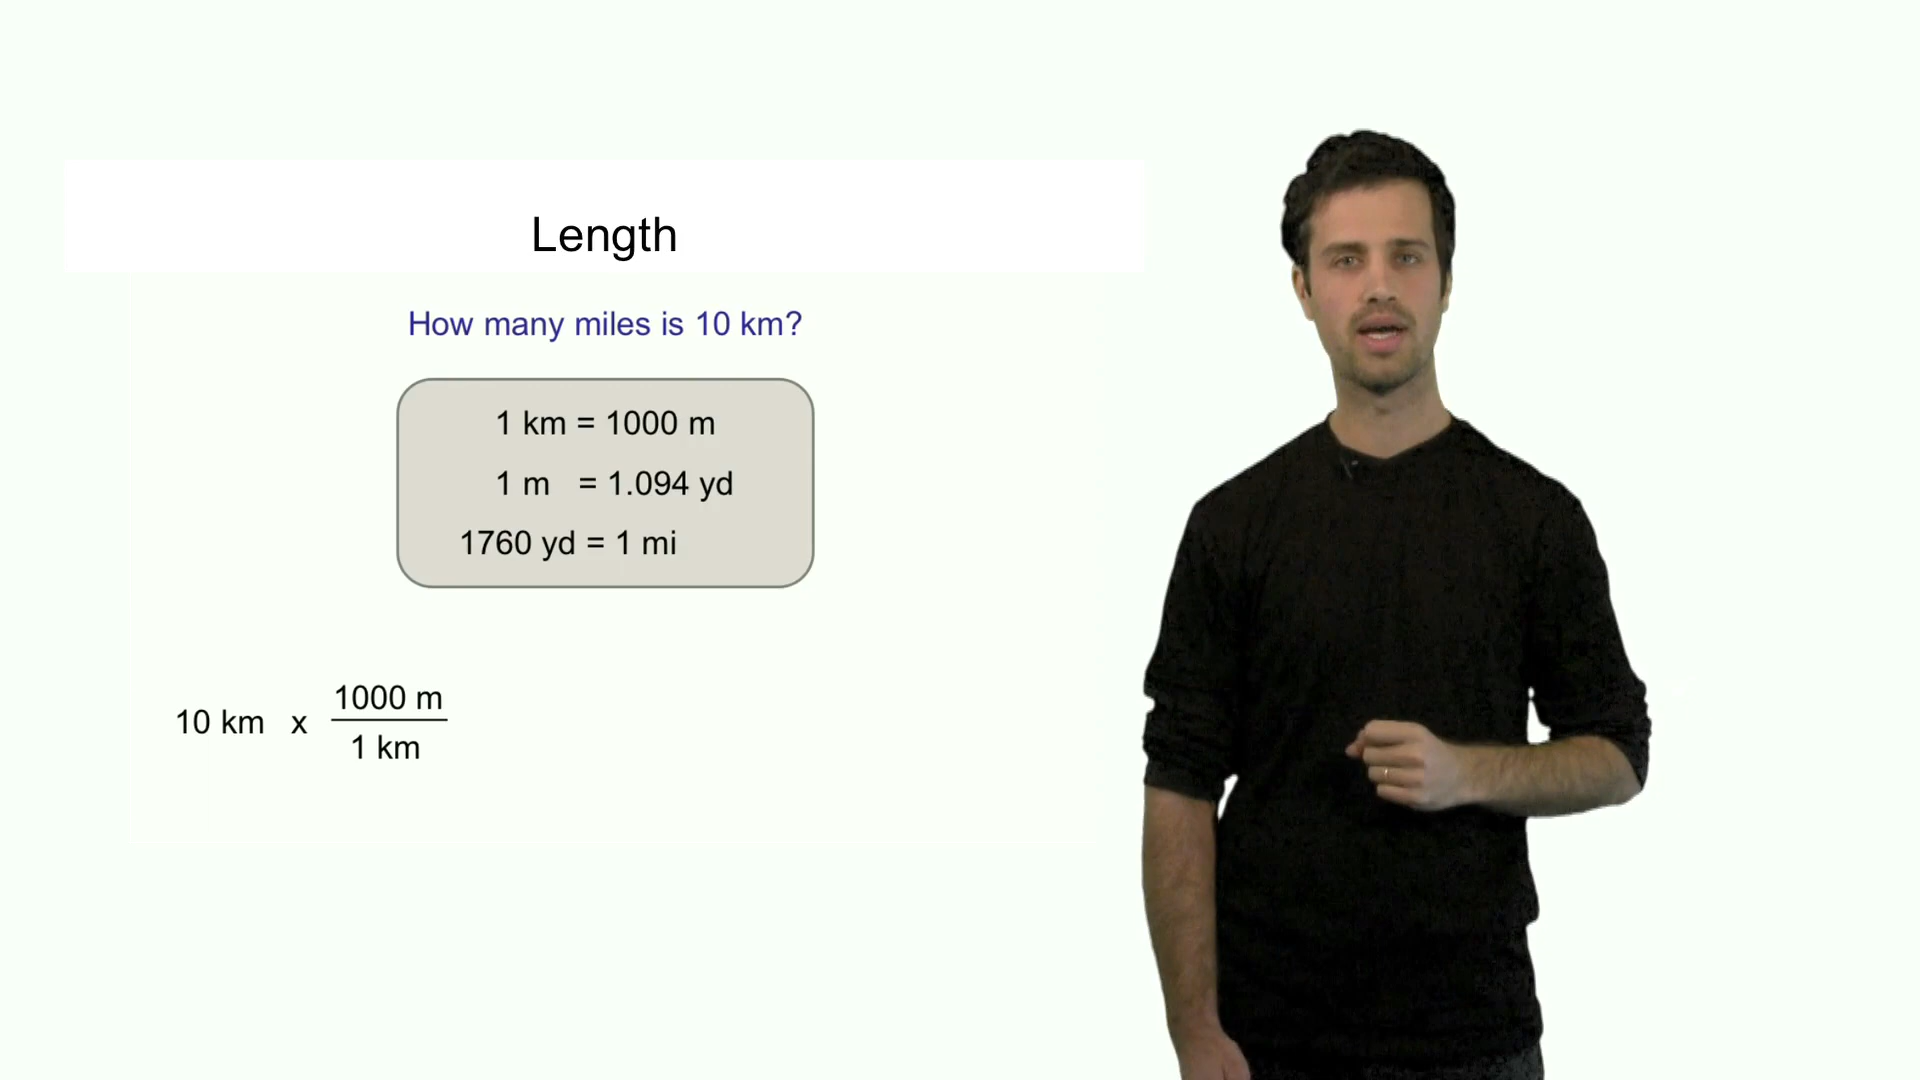 Length
How many miles is 10 km?
1 km = 1000 m
1 m = 1.094 yd
1760 yd = 1 mi
10 km x 1000 m
1 km